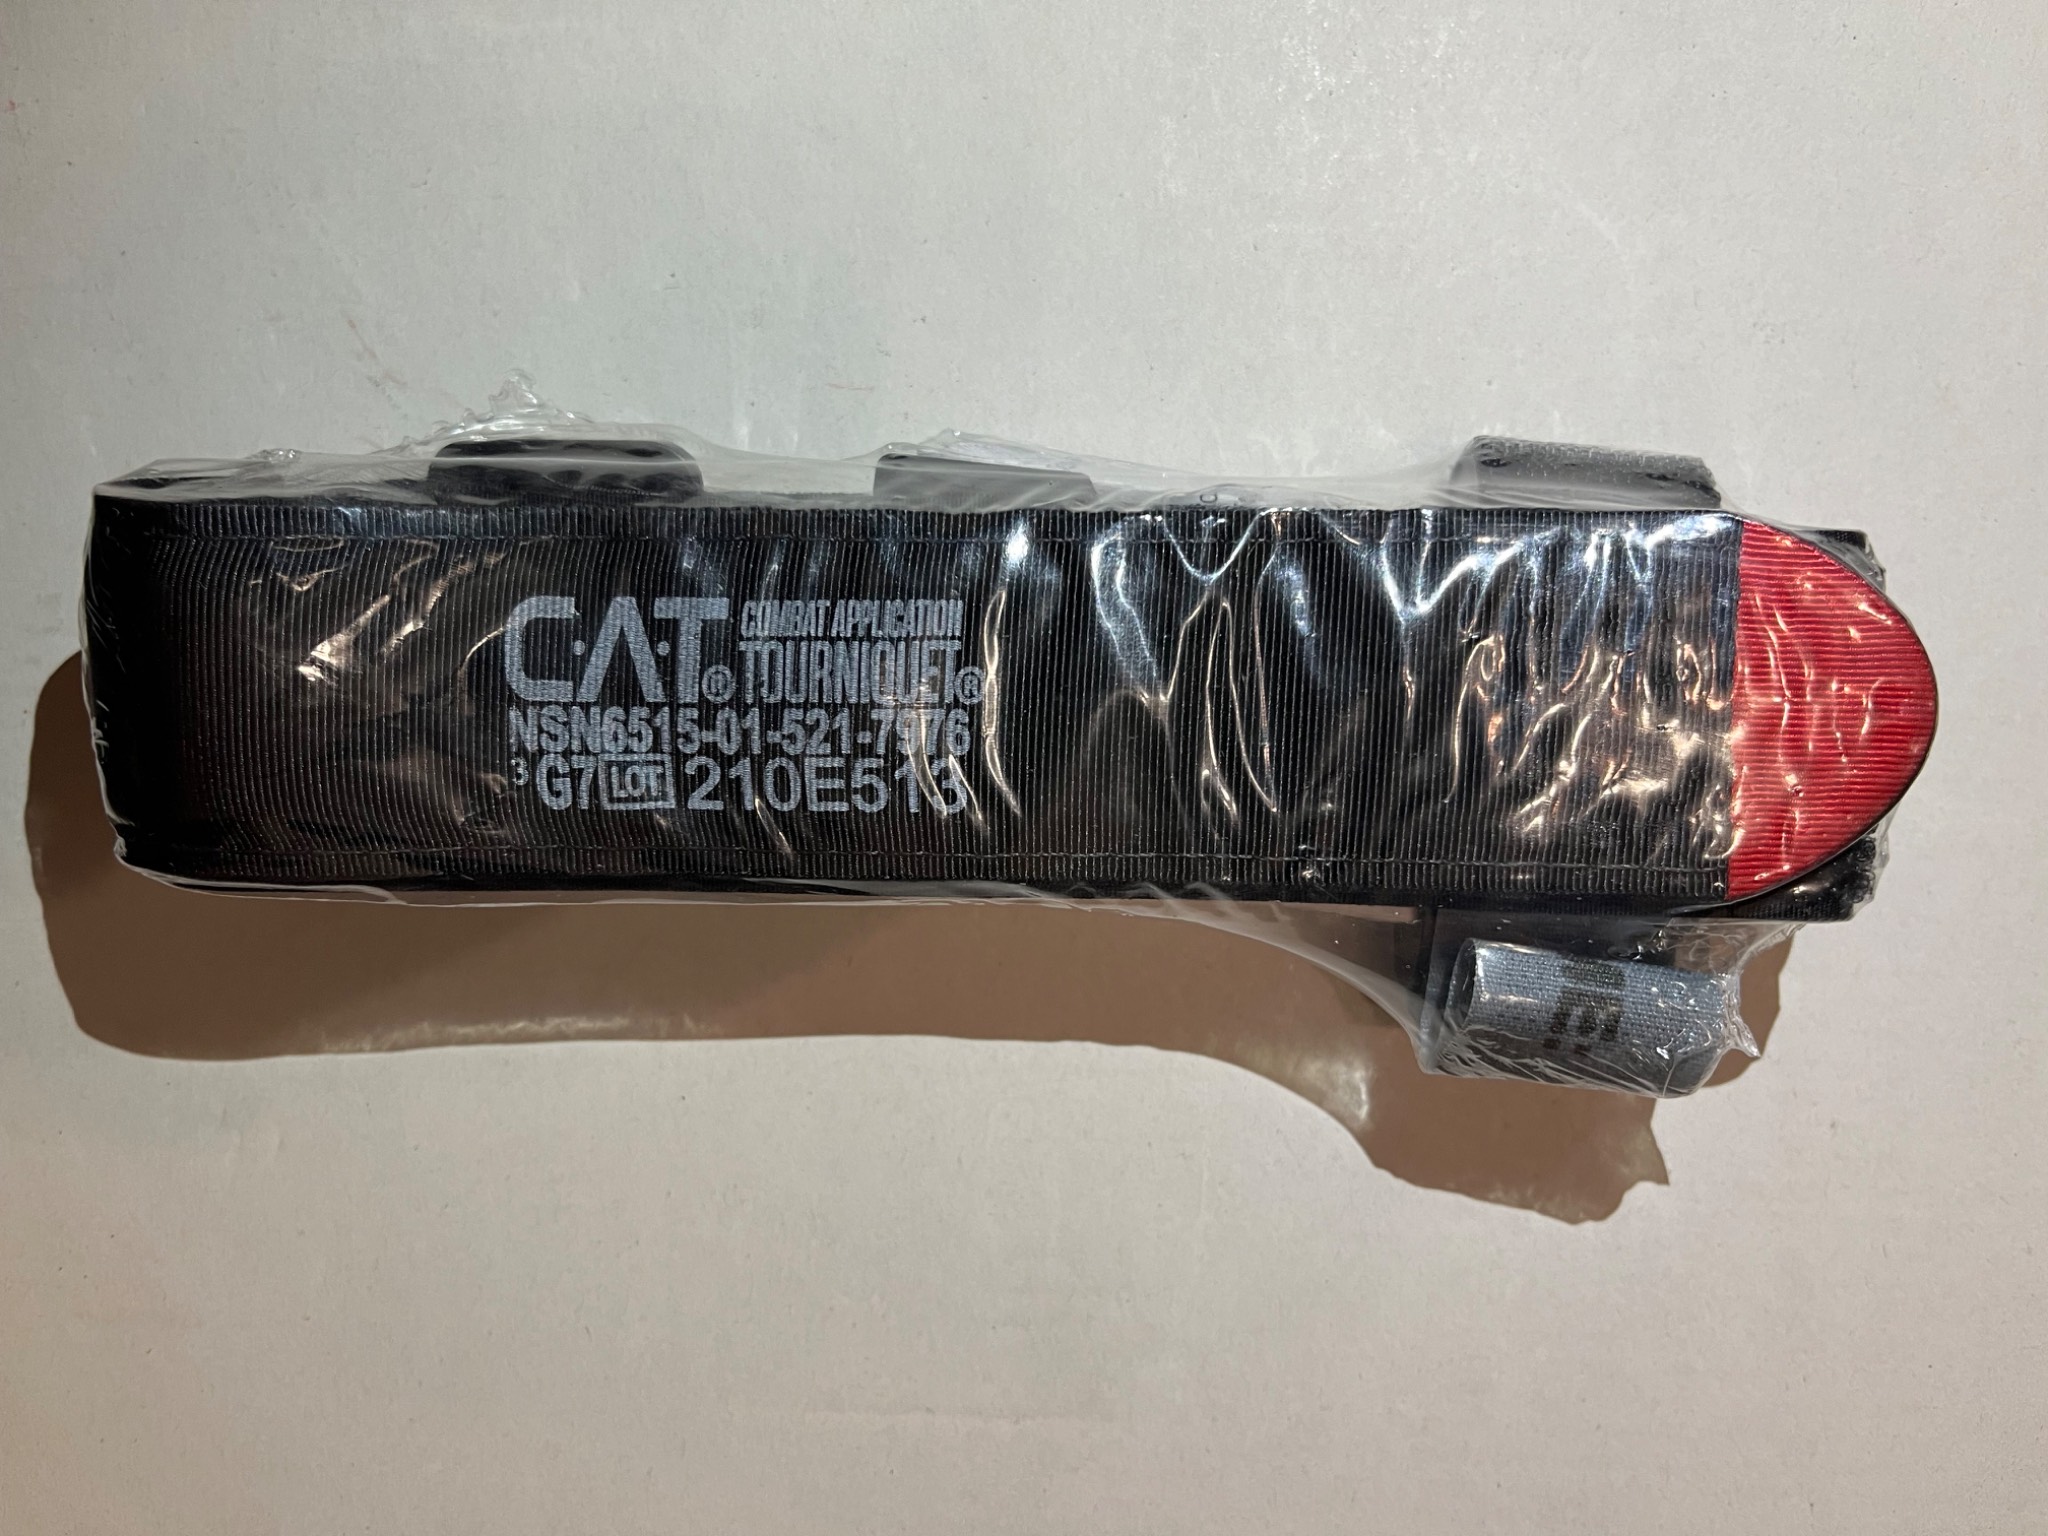 C·A·T® COMBAT APPLICATION
TOURNIQUET®
NSN6515-01-521-7976
3 G7 LOT 210E513